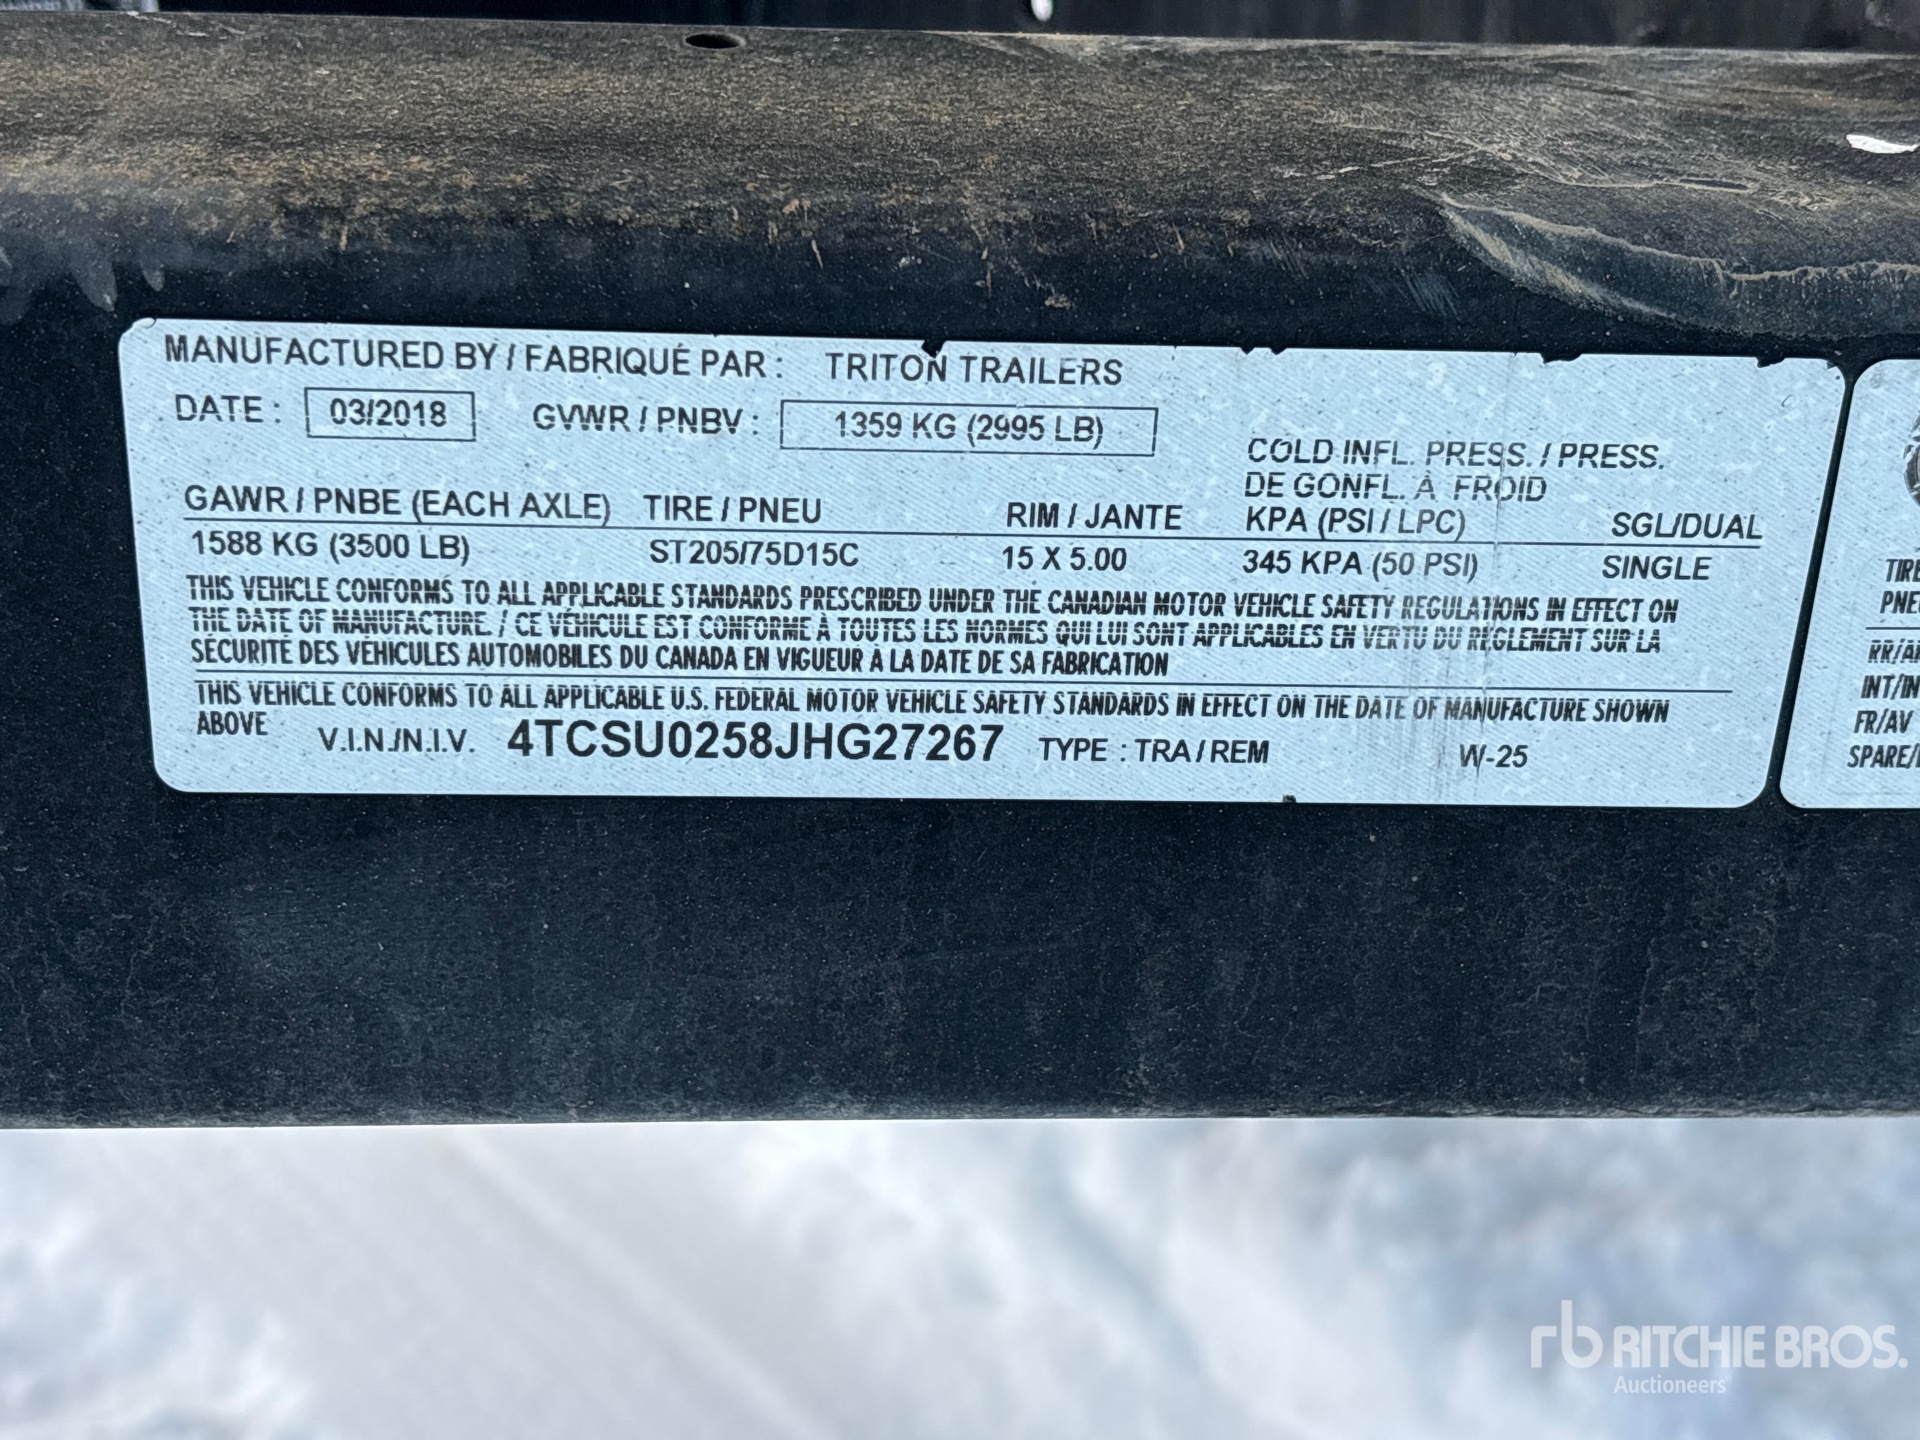 MANUFACTURED BY / FABRIQUÉ PAR : TRITON TRAILERS
DATE : 03/2018 GVWR / PNBV : 1359 KG (2995 LB)
COLD INFL. PRESS. / PRESS.
DE GONFL. À FROID
GAWR / PNBE (EACH AXLE) TIRE / PNEU RIM / JANTE KPA (PSI / LPC) SGL/DUAL
1588 KG (3500 LB) ST205/75D15C 15 X 5.00 345 KPA (50 PSI) SINGLE
THIS VEHICLE CONFORMS TO ALL APPLICABLE STANDARDS PRESCRIBED UNDER THE CANADIAN MOTOR VEHICLE SAFETY REGULATIONS IN EFFECT ON
THE DATE OF MANUFACTURE. / CE VÉHICULE EST CONFORME À TOUTES LES NORMES QUI LUI SONT APPLICABLES EN VERTU DU RÈGLEMENT SUR LA
SÉCURITÉ DES VÉHICULES AUTOMOBILES DU CANADA EN VIGUEUR À LA DATE DE SA FABRICATION
THIS VEHICLE CONFORMS TO ALL APPLICABLE U.S. FEDERAL MOTOR VEHICLE SAFETY STANDARDS IN EFFECT ON THE DATE OF MANUFACTURE SHOWN
ABOVE V.I.N./N.I.V. 4TCSU0258JHG27267 TYPE : TRA / REM W-25
TIRE
PNE
RR/A
INT/IN
FR/AV
SPARE/
rb RITCHIE BROS.
Auctioneers